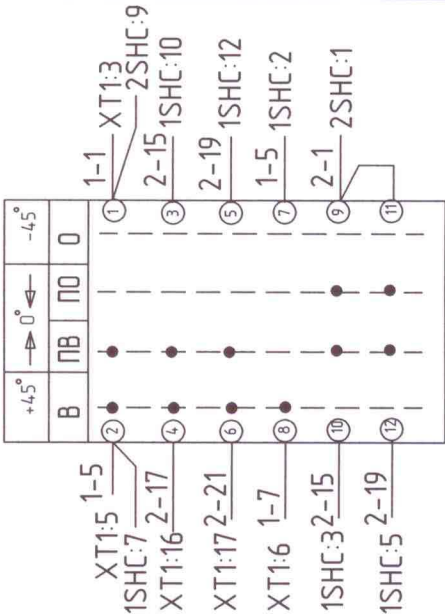 +45° 0° -45°
В ПВ ПО О
XT1:5 1-5 2 1 1-1 XT1:3
1SHC:7 2SHC:9
XT1:16 2-17 4 3 2-15 1SHC:10
XT1:17 2-21 6 5 2-19 1SHC:12
XT1:6 1-7 8 7 1-5 1SHC:2
1SHC:3 2-15 10 9 2-1 2SHC:1
1SHC:5 2-19 12 11